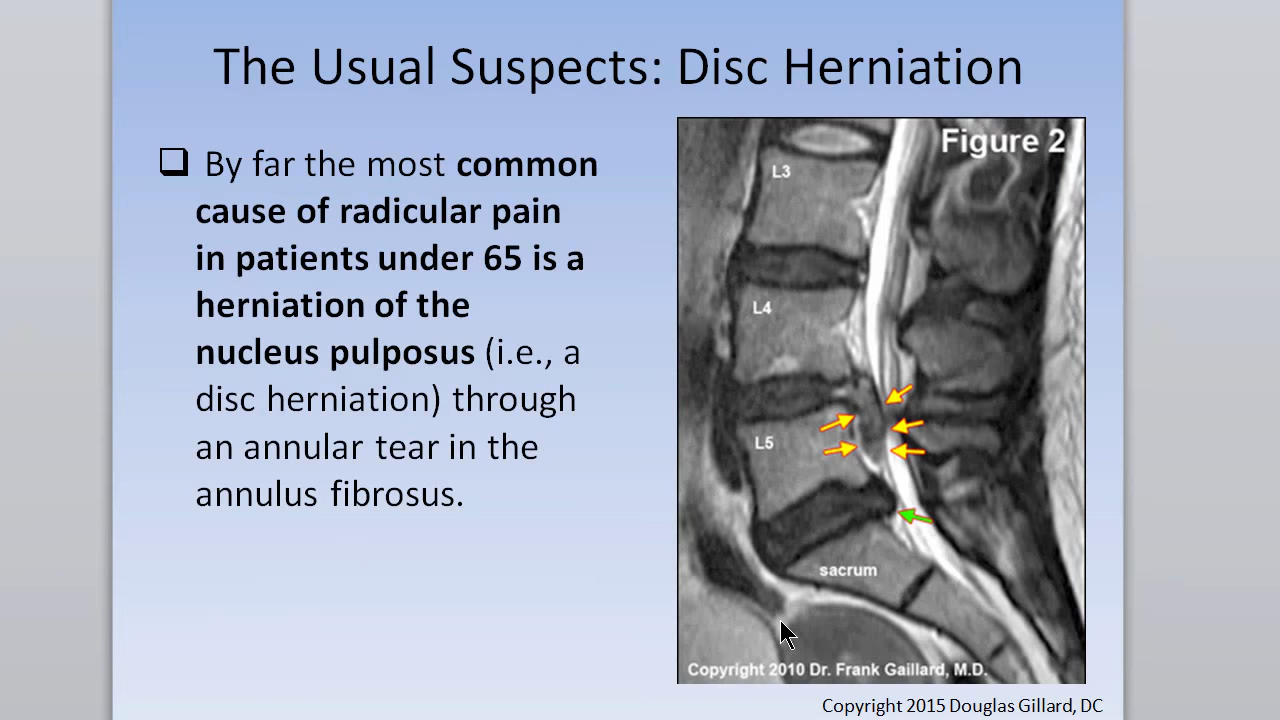 The Usual Suspects: Disc Herniation
By far the most common
cause of radicular pain
in patients under 65 is a
herniation of the
nucleus pulposus (i.e., a
disc herniation) through
an annular tear in the
annulus fibrosus.
Figure 2
L3
L4
L5
sacrum
Copyright 2010 Dr. Frank Gaillard, M.D.
Copyright 2015 Douglas Gillard, DC